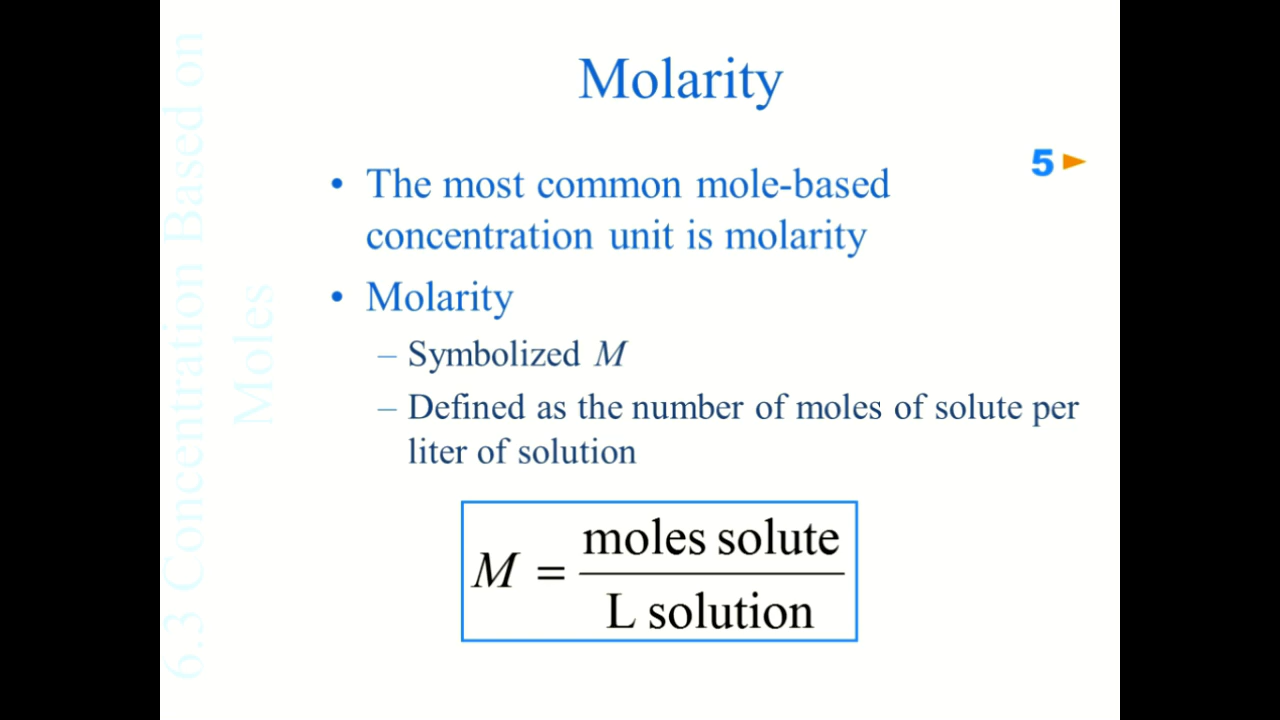 6.3 Concentration Based on
Moles
Molarity
5
• The most common mole-based
concentration unit is molarity
• Molarity
– Symbolized M
– Defined as the number of moles of solute per
liter of solution
M = moles solute
L solution